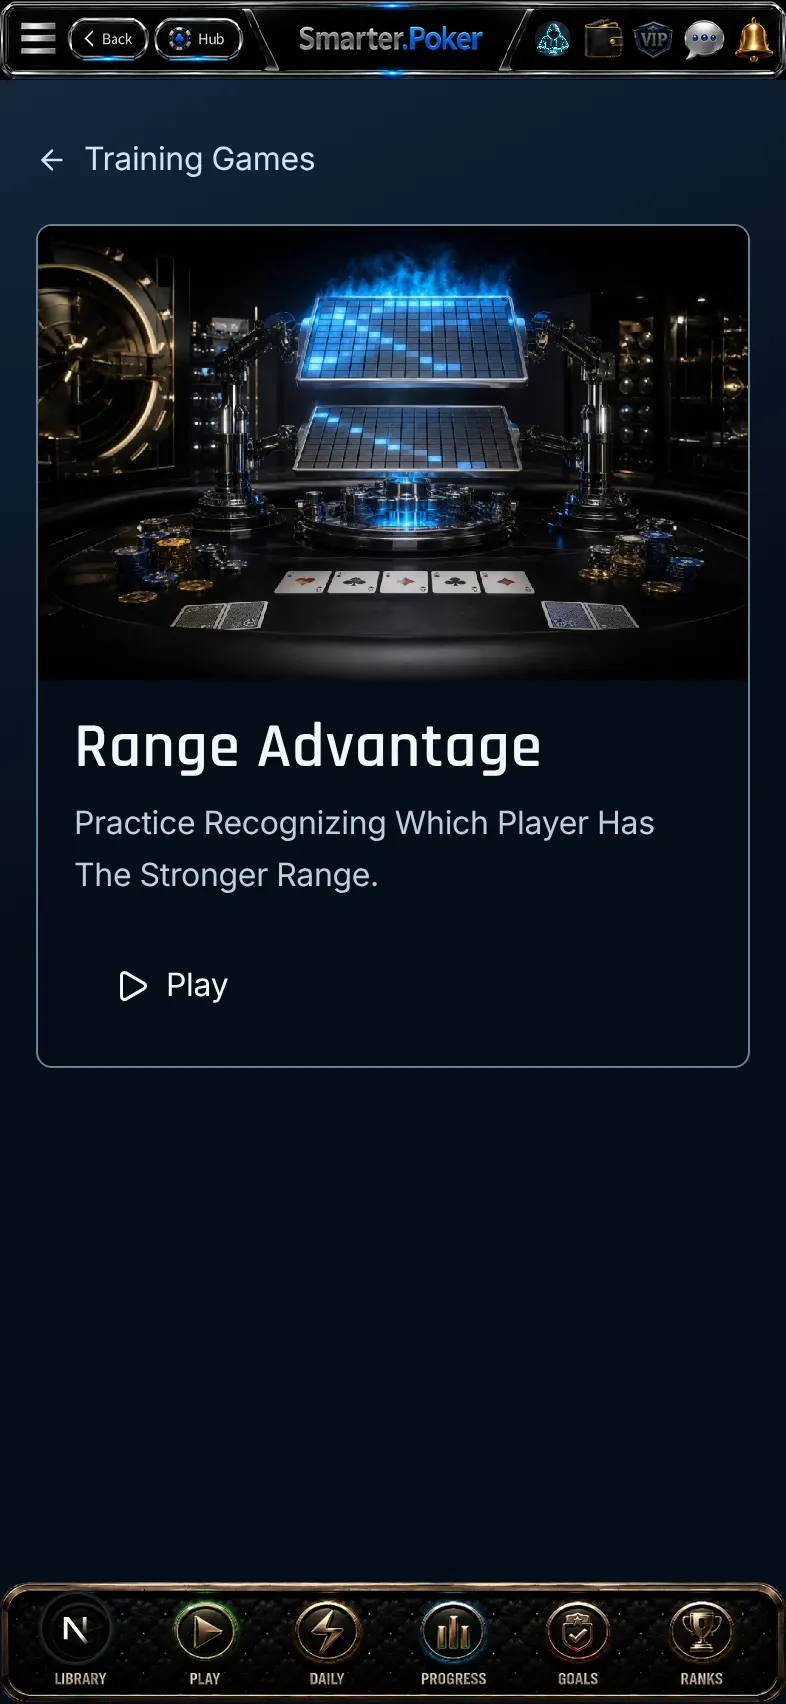 Back
Hub
Smarter.Poker
VIP
Training Games
Range Advantage
Practice Recognizing Which Player Has
The Stronger Range.
Play
N
LIBRARY
PLAY
DAILY
PROGRESS
GOALS
RANKS